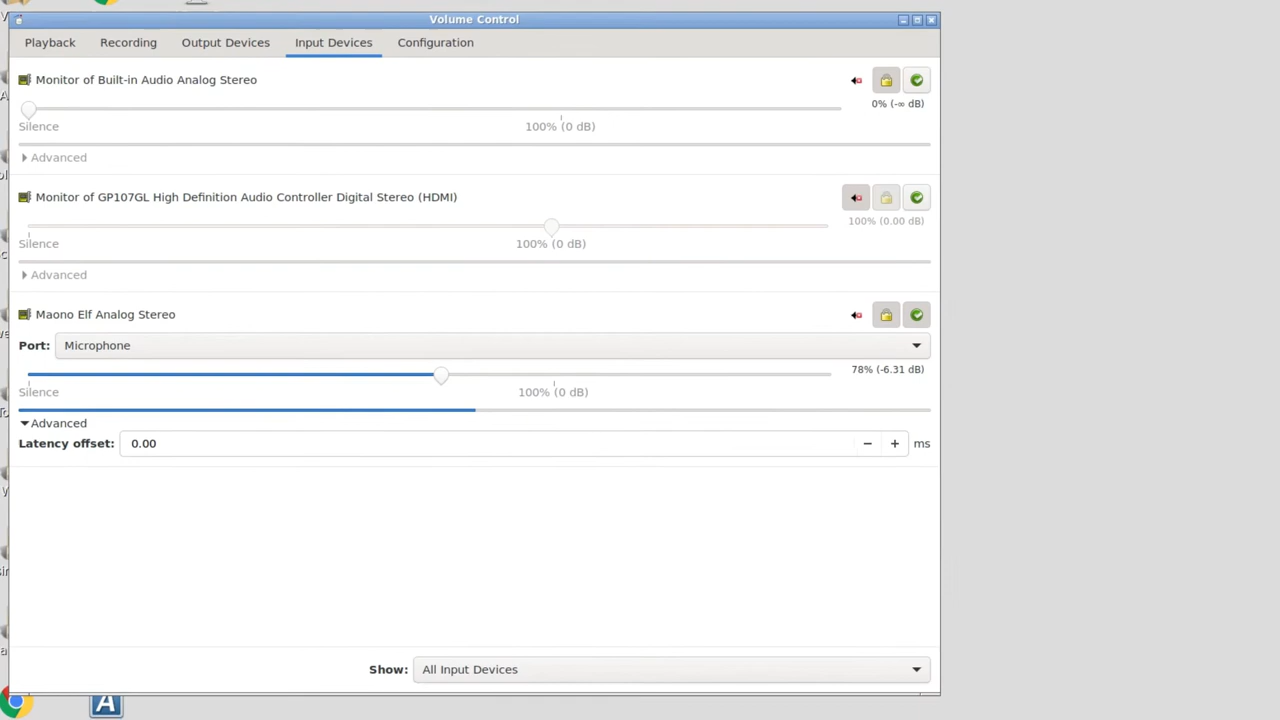 Volume Control
Playback Recording Output Devices Input Devices Configuration
Monitor of Built-in Audio Analog Stereo
0% (-∞ dB)
Silence 100% (0 dB)
Advanced
Monitor of GP107GL High Definition Audio Controller Digital Stereo (HDMI)
100% (0.00 dB)
Silence 100% (0 dB)
Advanced
Maono Elf Analog Stereo
Port: Microphone
78% (-6.31 dB)
Silence 100% (0 dB)
Advanced
Latency offset: 0.00 ms
Show: All Input Devices